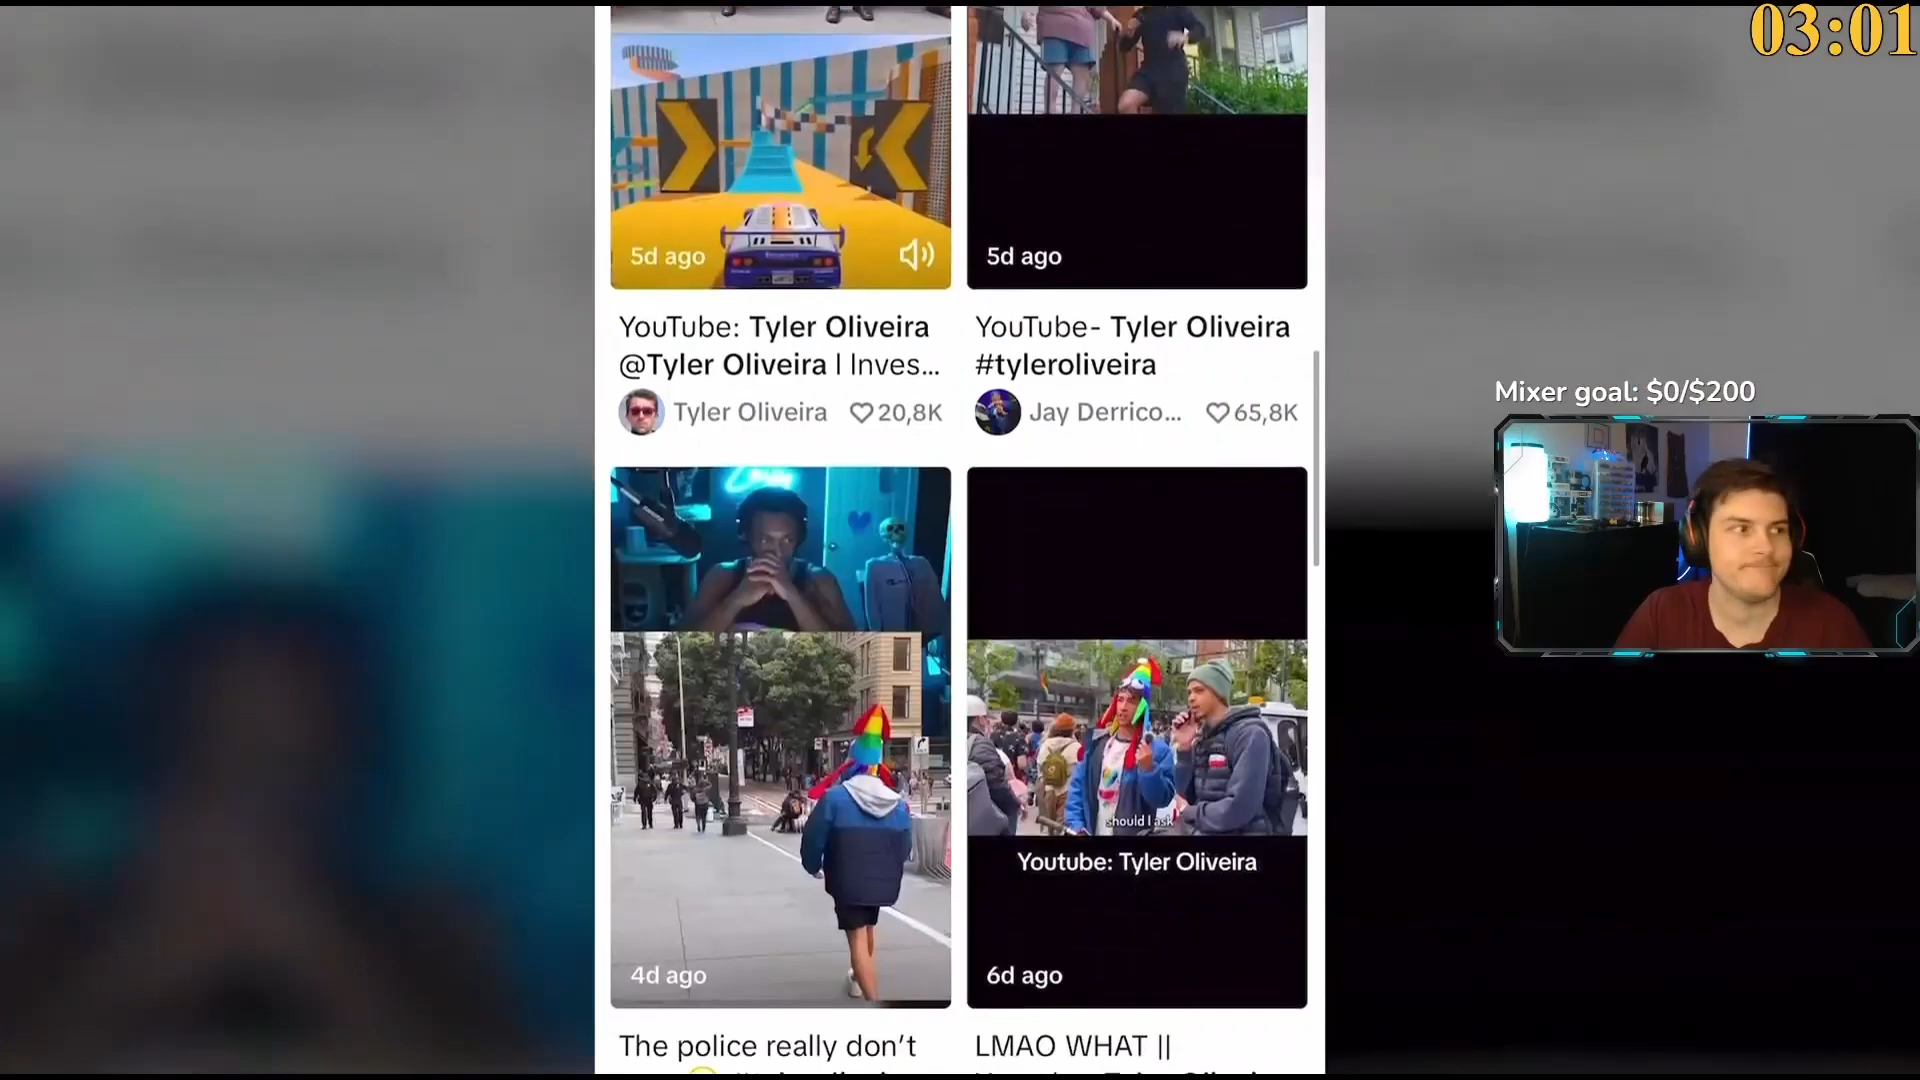 03:01
5d ago
5d ago
YouTube: Tyler Oliveira
@Tyler Oliveira | Inves...
Tyler Oliveira 20,8K
YouTube- Tyler Oliveira
#tyleroliveira
Jay Derrico... 65,8K
Mixer goal: $0/$200
should I ask
Youtube: Tyler Oliveira
4d ago
6d ago
The police really don’t
LMAO WHAT ||